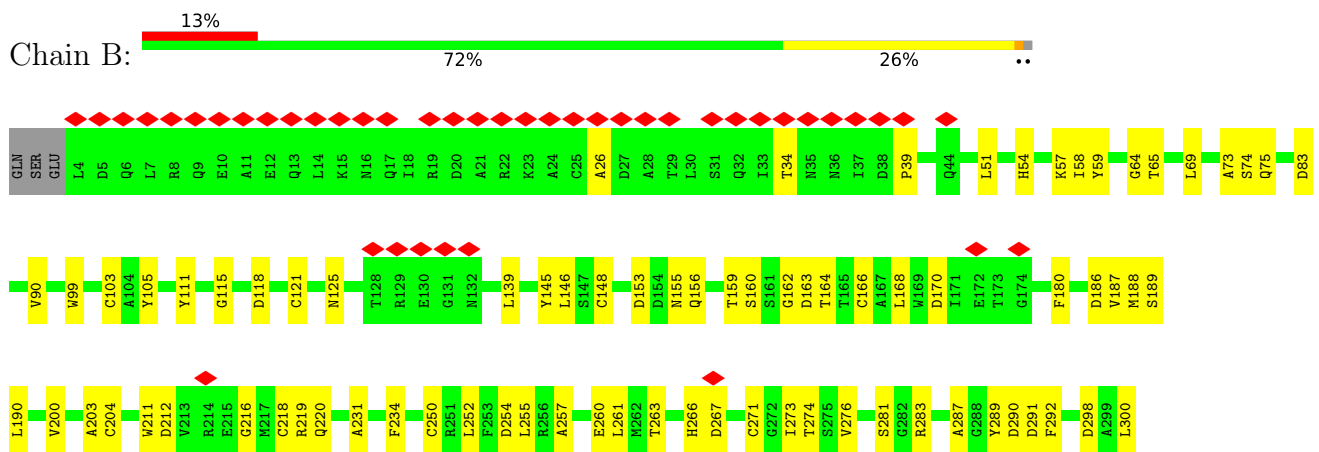 13%
Chain B:
72% 26% ••
GLN SER GLU L4 D5 Q6 L7 R8 Q9 E10 A11 E12 Q13 L14 K15 N16 Q17 I18 R19 D20 A21 R22 K23 A24 C25 A26 D27 A28 T29 L30 S31 Q32 I33 T34 N35 N36 I37 D38 P39 Q44 L51 H54 K57 I58 Y59 G64 T65 L69 A73 S74 Q75 D83
V90 W99 C103 A104 Y105 Y111 G115 D118 C121 N125 T128 R129 E130 G131 N132 L139 Y145 L146 S147 C148 D153 D154 N155 Q156 T159 S160 S161 G162 D163 T164 T165 C166 A167 L168 W169 D170 I171 E172 T173 G174 F180 D186 V187 M188 S189
L190 V200 A203 C204 W211 D212 V213 R214 E215 G216 M217 C218 R219 Q220 A231 F234 C250 R251 L252 F253 D254 L255 R256 A257 E260 L261 M262 T263 H266 D267 C271 G272 I273 T274 S275 V276 S281 G282 R283 A287 G288 Y289 D290 D291 F292 D298 A299 L300